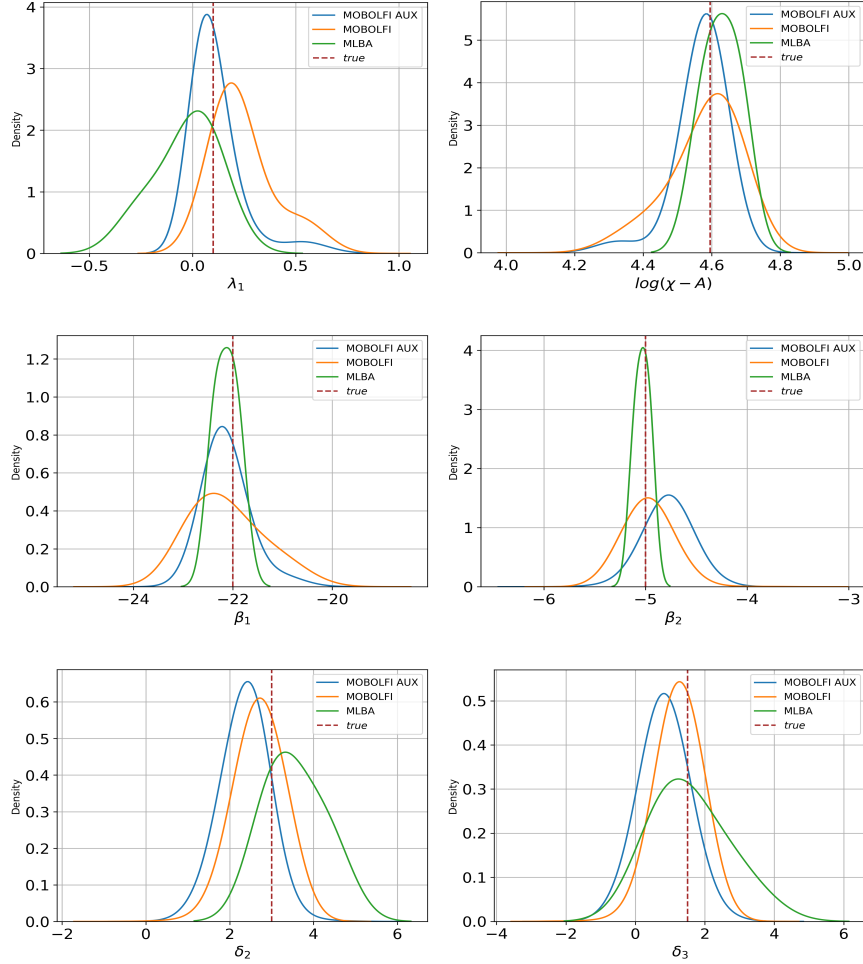 4
3
2
1
0
Density
−0.5
0.0
0.5
1.0
λ1
MOBOLFI AUX
MOBOLFI
MLBA
true
5
4
3
2
1
0
Density
4.0
4.2
4.4
4.6
4.8
5.0
log(χ − A)
MOBOLFI AUX
MOBOLFI
MLBA
true
1.2
1.0
0.8
0.6
0.4
0.2
0.0
Density
−24
−22
−20
β1
MOBOLFI AUX
MOBOLFI
MLBA
true
4
3
2
1
0
Density
−6
−5
−4
−3
β2
MOBOLFI AUX
MOBOLFI
MLBA
true
0.6
0.5
0.4
0.3
0.2
0.1
0.0
Density
−2
0
2
4
6
δ2
MOBOLFI AUX
MOBOLFI
MLBA
true
0.5
0.4
0.3
0.2
0.1
0.0
Density
−4
−2
0
2
4
6
δ3
MOBOLFI AUX
MOBOLFI
MLBA
true